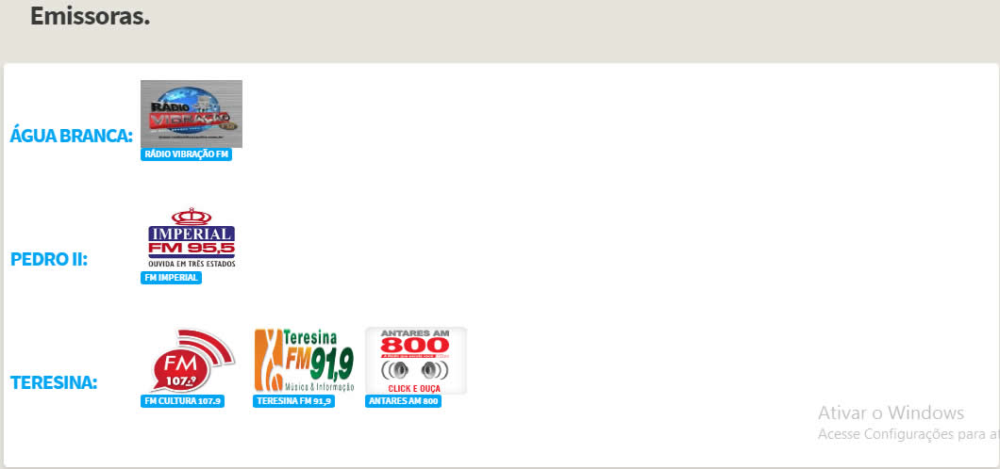 Emissoras.
ÁGUA BRANCA:
RÁDIO
VIBRAÇÃO
RÁDIO VIBRAÇÃO FM
PEDRO II:
IMPERIAL
FM 95,5
OUVIDA EM TRÊS ESTADOS
FM IMPERIAL
TERESINA:
FM
107.9
FM CULTURA 107.9
Teresina
FM 91,9
Música & Informação
TERESINA FM 91,9
ANTARES AM
800
CLICK E OUÇA
ANTARES AM 800
Ativar o Windows
Acesse Configurações para at